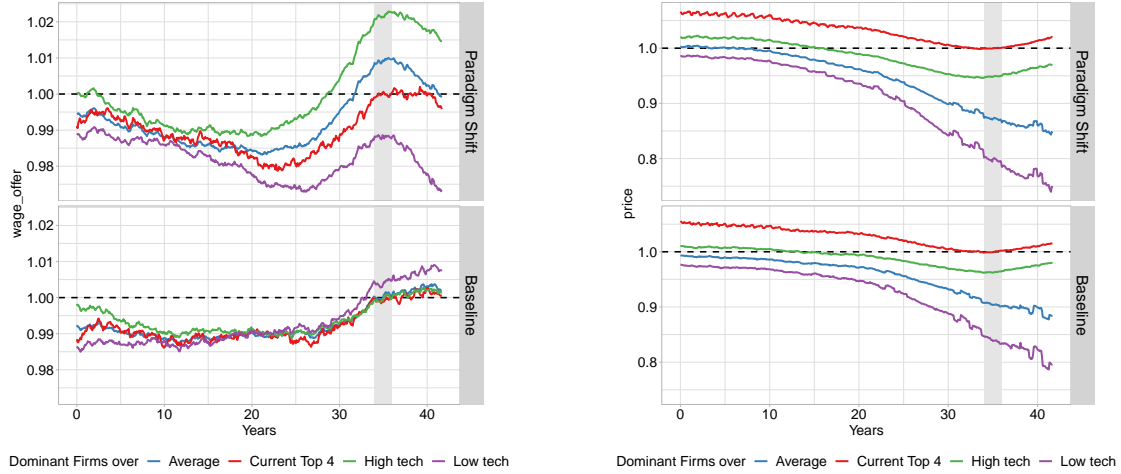 wage_offer
1.02
1.01
1.00
0.99
0.98
Paradigm Shift
1.02
1.01
1.00
0.99
0.98
Baseline
0 10 20 30 40
Years
Dominant Firms over Average Current Top 4 High tech Low tech
price
1.0
0.9
0.8
Paradigm Shift
1.0
0.9
0.8
Baseline
0 10 20 30 40
Years
Dominant Firms over Average Current Top 4 High tech Low tech